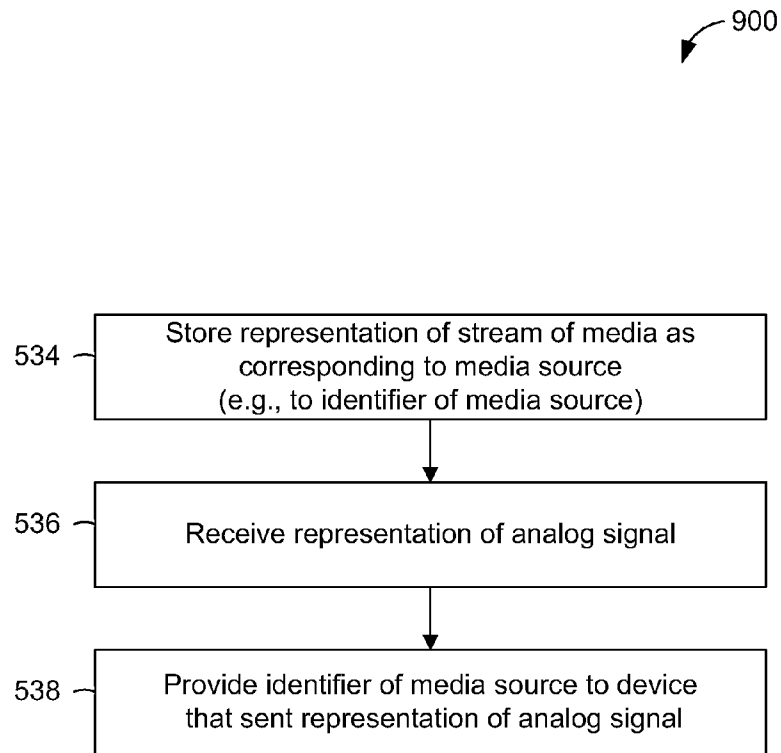 900
534
Store representation of stream of media as
corresponding to media source
(e.g., to identifier of media source)
536
Receive representation of analog signal
538
Provide identifier of media source to device
that sent representation of analog signal